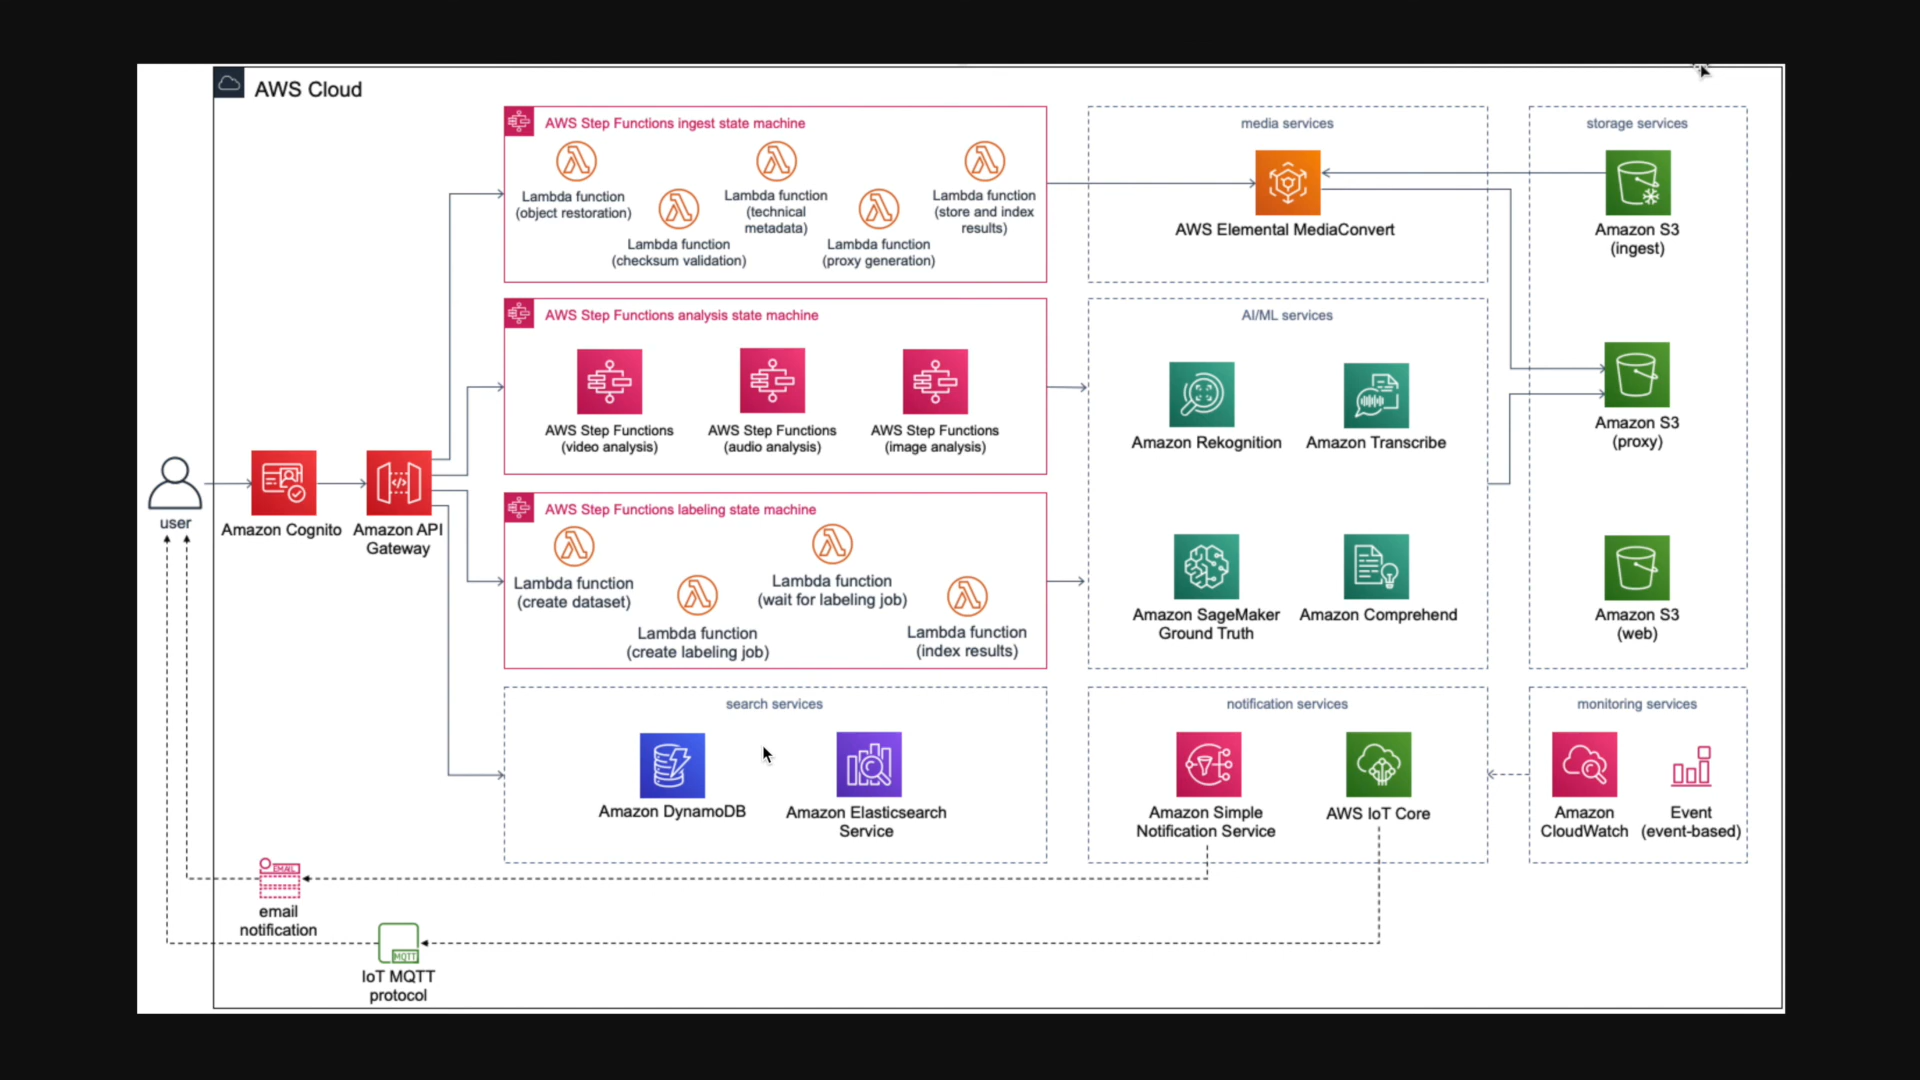 AWS Cloud
AWS Step Functions ingest state machine
Lambda function
(object restoration)
Lambda function
(checksum validation)
Lambda function
(technical
metadata)
Lambda function
(proxy generation)
Lambda function
(store and index
results)
media services
AWS Elemental MediaConvert
storage services
Amazon S3
(ingest)
Amazon S3
(proxy)
Amazon S3
(web)
AWS Step Functions analysis state machine
AWS Step Functions
(video analysis)
AWS Step Functions
(audio analysis)
AWS Step Functions
(image analysis)
AI/ML services
Amazon Rekognition
Amazon Transcribe
Amazon SageMaker
Ground Truth
Amazon Comprehend
user
Amazon Cognito
Amazon API
Gateway
AWS Step Functions labeling state machine
Lambda function
(create dataset)
Lambda function
(create labeling job)
Lambda function
(wait for labeling job)
Lambda function
(index results)
search services
Amazon DynamoDB
Amazon Elasticsearch
Service
notification services
Amazon Simple
Notification Service
AWS IoT Core
monitoring services
Amazon
CloudWatch
Event
(event-based)
EMAIL
email
notification
MQTT
IoT MQTT
protocol